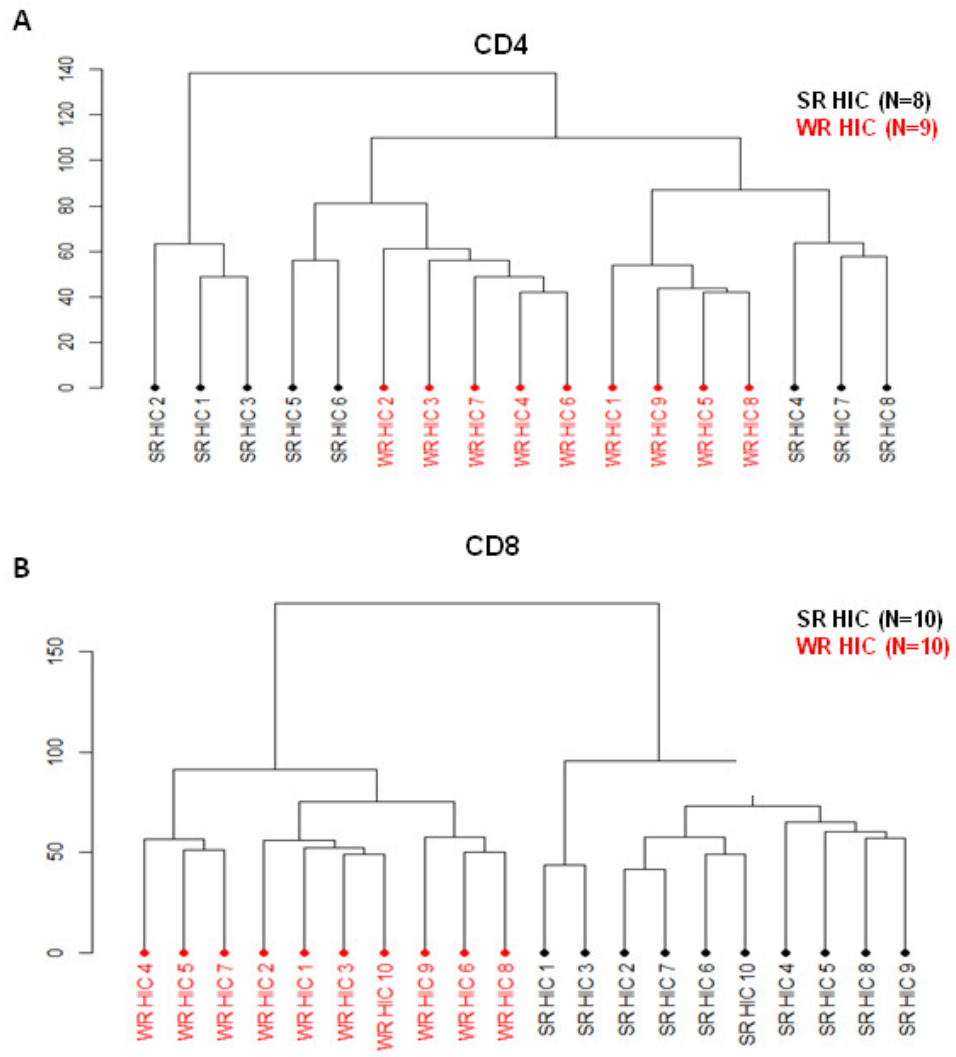 A
CD4
140
120
100
80
60
40
20
0
SR HIC (N=8)
WR HIC (N=9)
SR HIC 2
SR HIC 1
SR HIC 3
SR HIC 5
SR HIC 6
WR HIC 2
WR HIC 3
WR HIC 7
WR HIC 4
WR HIC 6
WR HIC 1
WR HIC 9
WR HIC 5
WR HIC 8
SR HIC 4
SR HIC 7
SR HIC 8
B
CD8
150
100
50
0
SR HIC (N=10)
WR HIC (N=10)
WR HIC 4
WR HIC 5
WR HIC 7
WR HIC 2
WR HIC 1
WR HIC 3
WR HIC 10
WR HIC 9
WR HIC 6
WR HIC 8
SR HIC 1
SR HIC 3
SR HIC 2
SR HIC 7
SR HIC 6
SR HIC 10
SR HIC 4
SR HIC 5
SR HIC 8
SR HIC 9